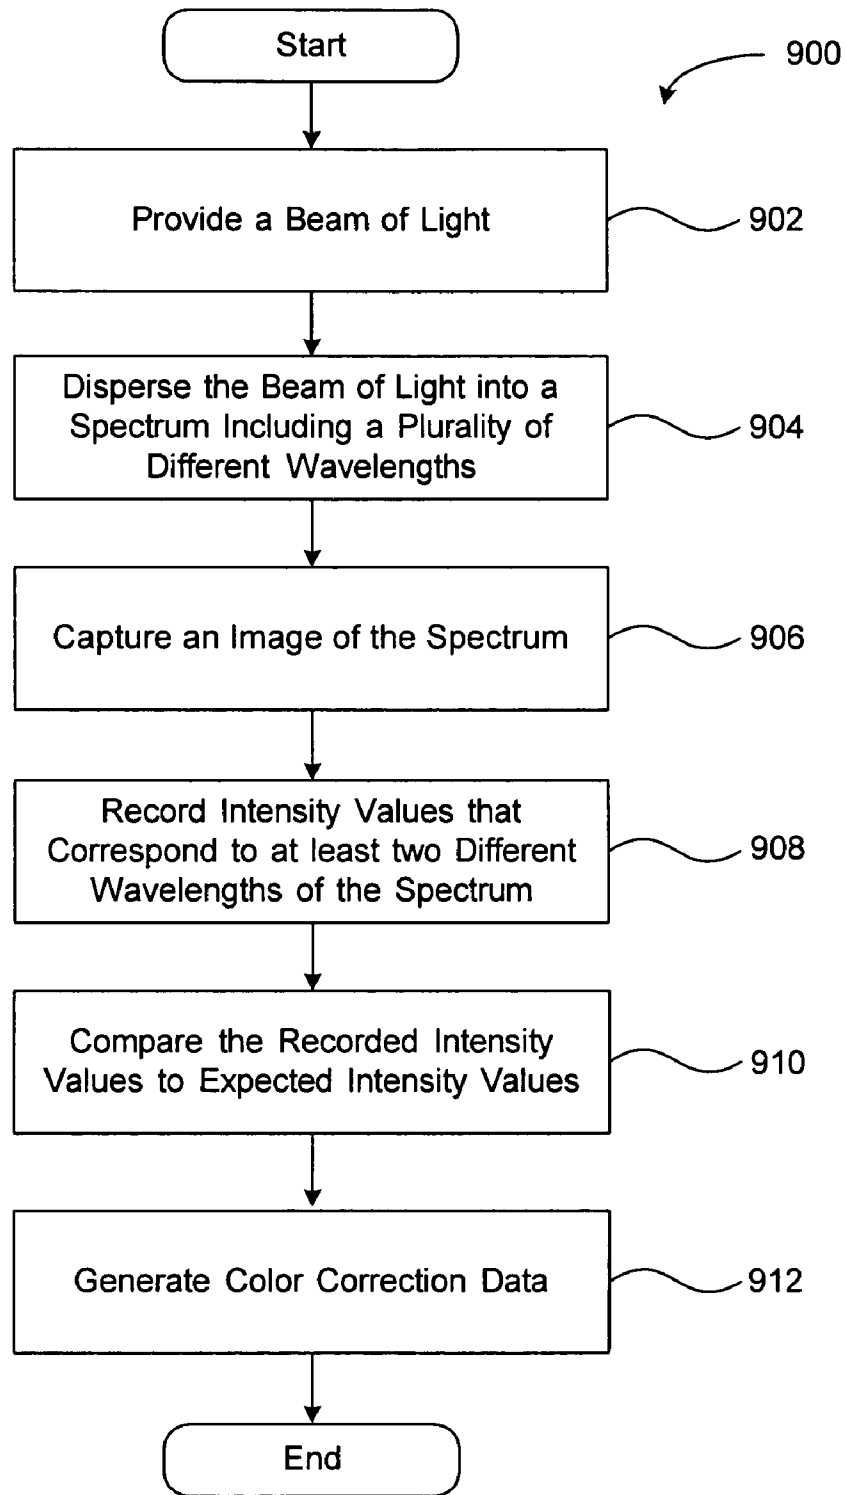 Start
900
Provide a Beam of Light
902
Disperse the Beam of Light into a
Spectrum Including a Plurality of
Different Wavelengths
904
Capture an Image of the Spectrum
906
Record Intensity Values that
Correspond to at least two Different
Wavelengths of the Spectrum
908
Compare the Recorded Intensity
Values to Expected Intensity Values
910
Generate Color Correction Data
912
End